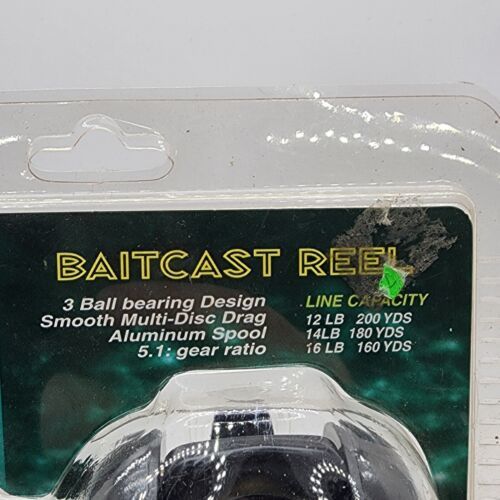 BAITCAST REEL
3 Ball bearing Design
Smooth Multi-Disc Drag
Aluminum Spool
5.1: gear ratio
LINE CAPACITY
12 LB 200 YDS
14LB 180 YDS
16 LB 160 YDS